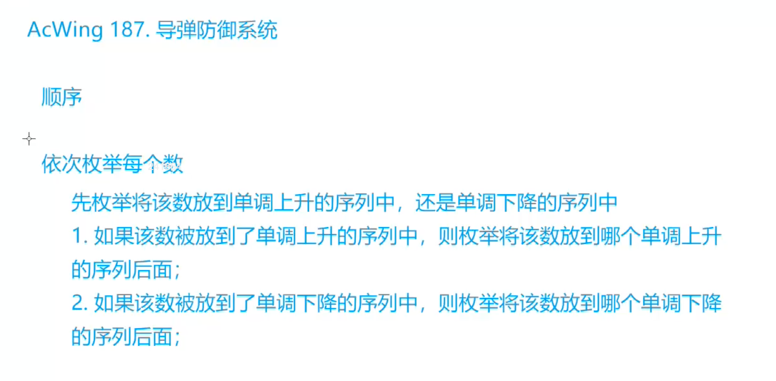 AcWing 187. 导弹防御系统
顺序
依次枚举每个数
先枚举将该数放到单调上升的序列中，还是单调下降的序列中
1. 如果该数被放到了单调上升的序列中，则枚举将该数放到哪个单调上升
的序列后面；
2. 如果该数被放到了单调下降的序列中，则枚举将该数放到哪个单调下降
的序列后面；